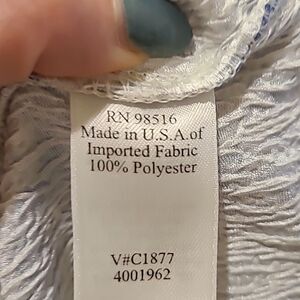 RN 98516
Made in U.S.A.of
Imported Fabric
100% Polyester
V#C1877
4001962